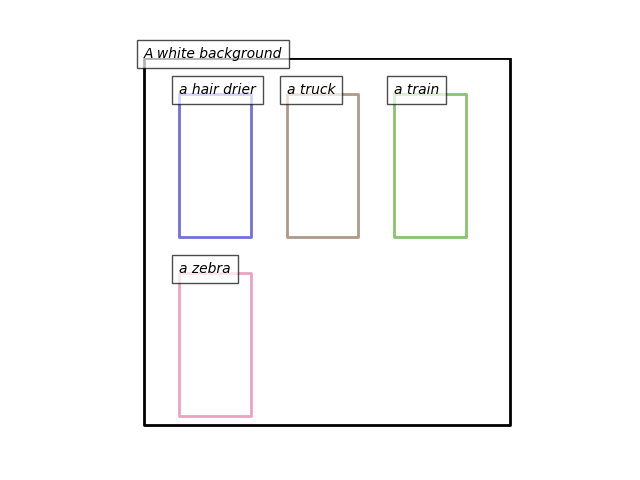 A white background
a hair drier
a truck
a train
a zebra